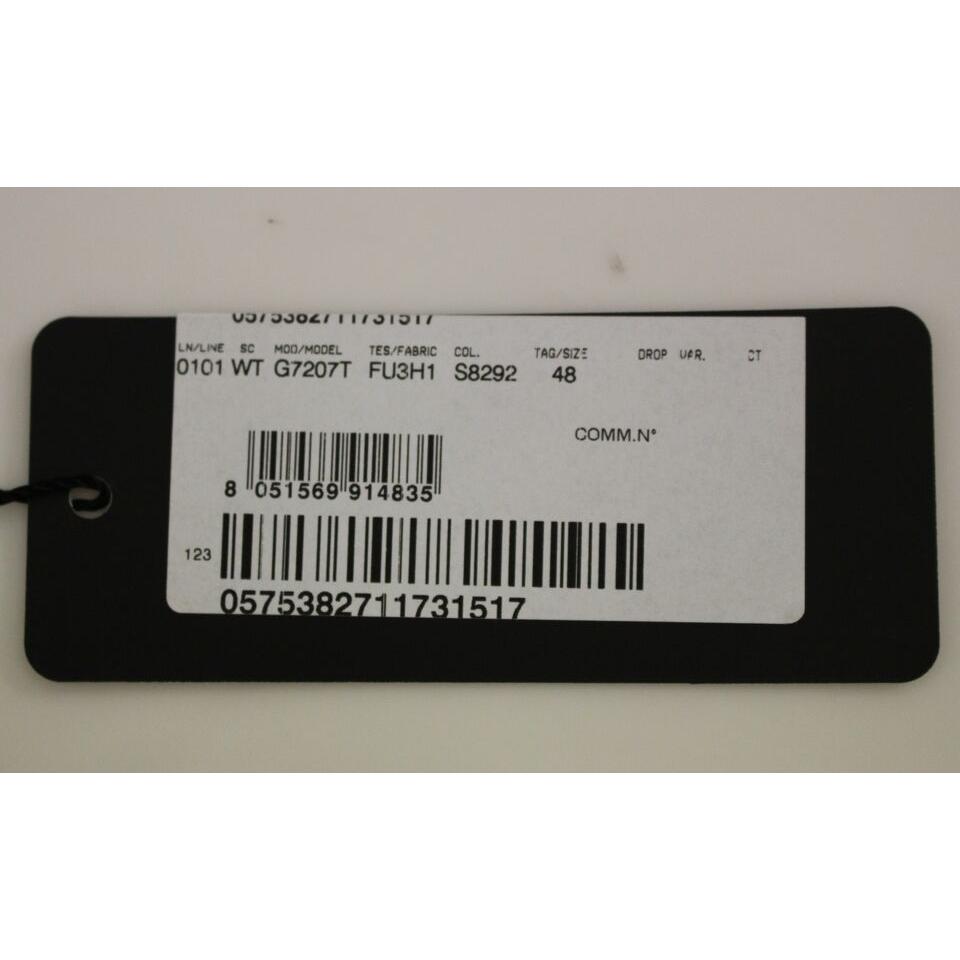 0575382711731517
LN/LINE SC MOD/MODEL TES/FABRIC COL. TAG/SIZE DROP VAR. CT
0101 WT G7207T FU3H1 S8292 48
COMM.N°
8 051569 914835
123
0575382711731517